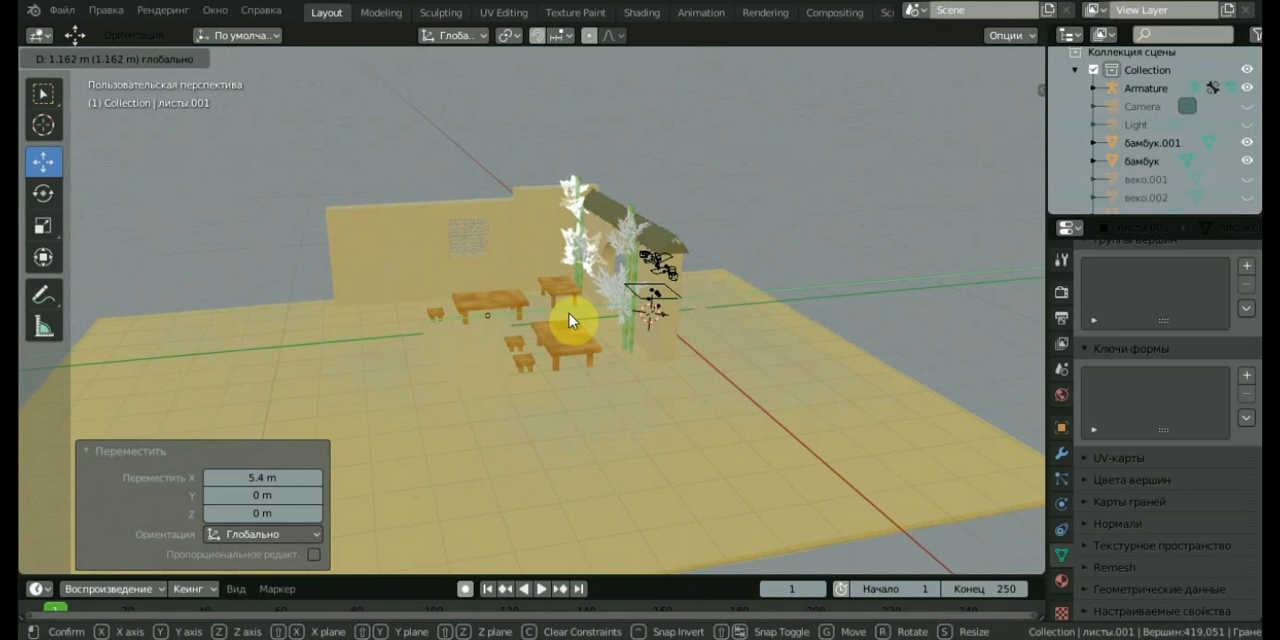 Файл Правка Рендеринг Окно Справка Layout Modeling Sculpting UV Editing Texture Paint Shading Animation Rendering Compositing Sc Scene View Layer
Ориентация По умолча.. Глоба.. Опции
D: 1.162 m (1.162 m) глобально
Пользовательская перспектива
(1) Collection | листы.001
Коллекция сцены
Collection
Armature
Camera
Light
бамбук.001
бамбук
веко.001
веко.002
Группы вершин
Ключи формы
UV-карты
Цвета вершин
Карты граней
Нормали
Текстурное пространство
Remesh
Геометрические данные
Настраиваемые свойства
Переместить
Переместить X 5.4 m
Y 0 m
Z 0 m
Ориентация Глобально
Пропорциональное редакт.
Воспроизведение Кеинг Вид Маркер 1 Начало 1 Конец 250
Confirm X X axis Y Y axis Z Z axis X X plane Y Y plane Z Z plane C Clear Constraints Snap Invert Snap Toggle G Move R Rotate S Resize Collection | листы.001 | Вершин:419,051 | Гране